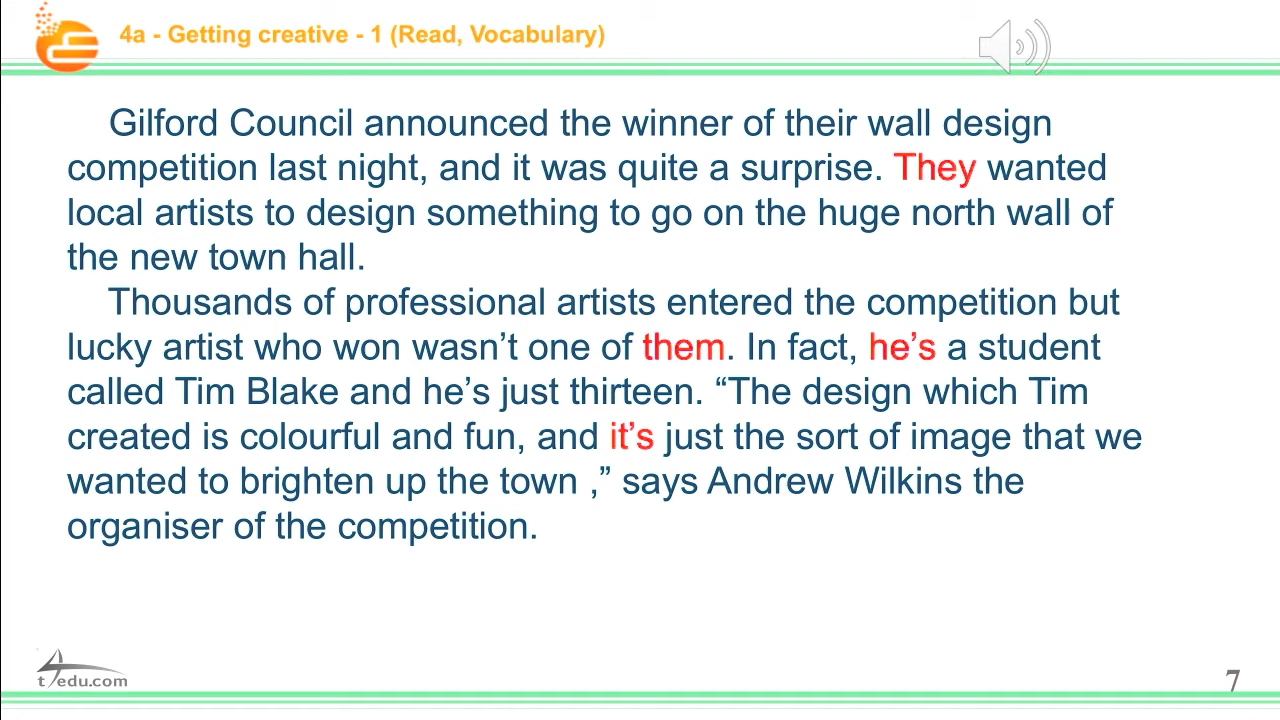 4a - Getting creative - 1 (Read, Vocabulary)
Gilford Council announced the winner of their wall design
competition last night, and it was quite a surprise. They wanted
local artists to design something to go on the huge north wall of
the new town hall.
Thousands of professional artists entered the competition but
lucky artist who won wasn’t one of them. In fact, he’s a student
called Tim Blake and he’s just thirteen. “The design which Tim
created is colourful and fun, and it’s just the sort of image that we
wanted to brighten up the town ,” says Andrew Wilkins the
organiser of the competition.
t4edu.com
7